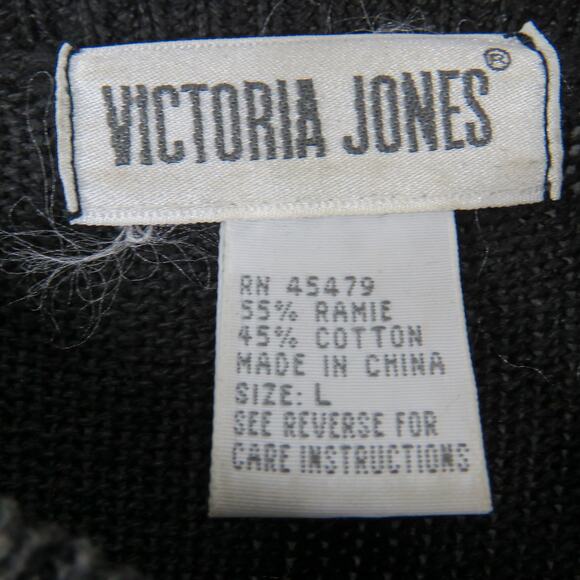 VICTORIA JONES®
RN 45479
55% RAMIE
45% COTTON
MADE IN CHINA
SIZE: L
SEE REVERSE FOR
CARE INSTRUCTIONS